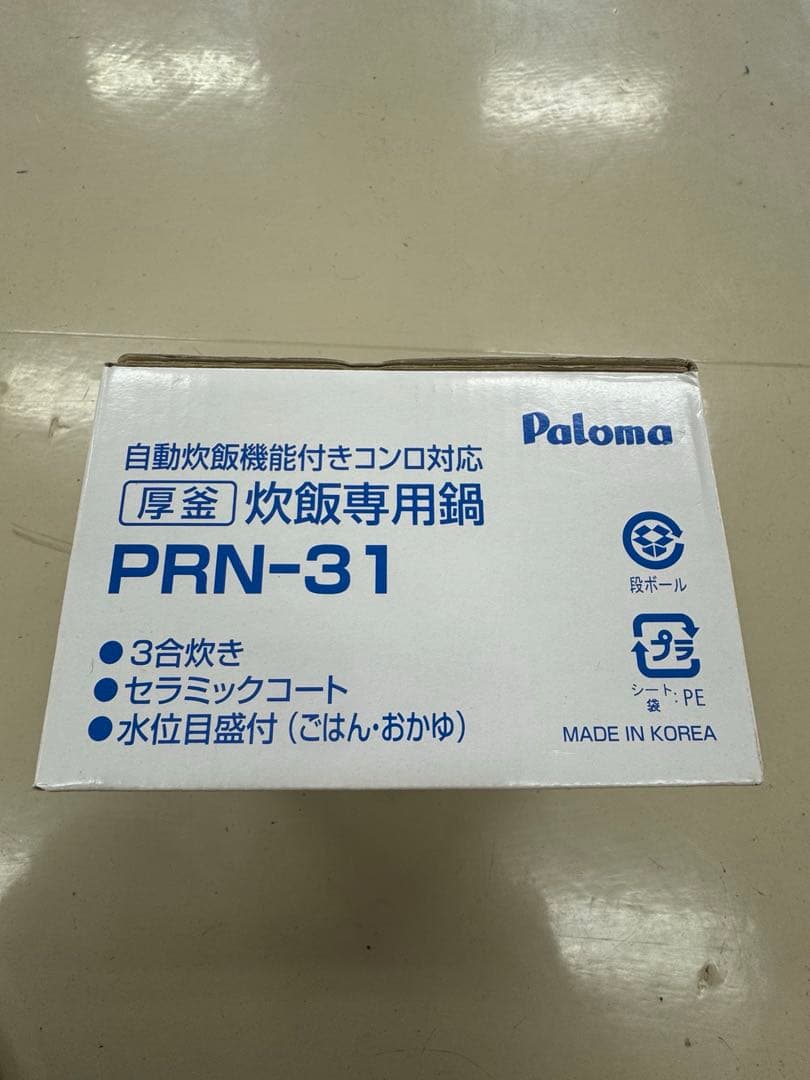 Paloma
自動炊飯機能付きコンロ対応
厚釜 炊飯専用鍋
PRN-31
●3合炊き
●セラミックコート
●水位目盛付（ごはん・おかゆ）
段ボール
プラ
シート・袋：PE
MADE IN KOREA